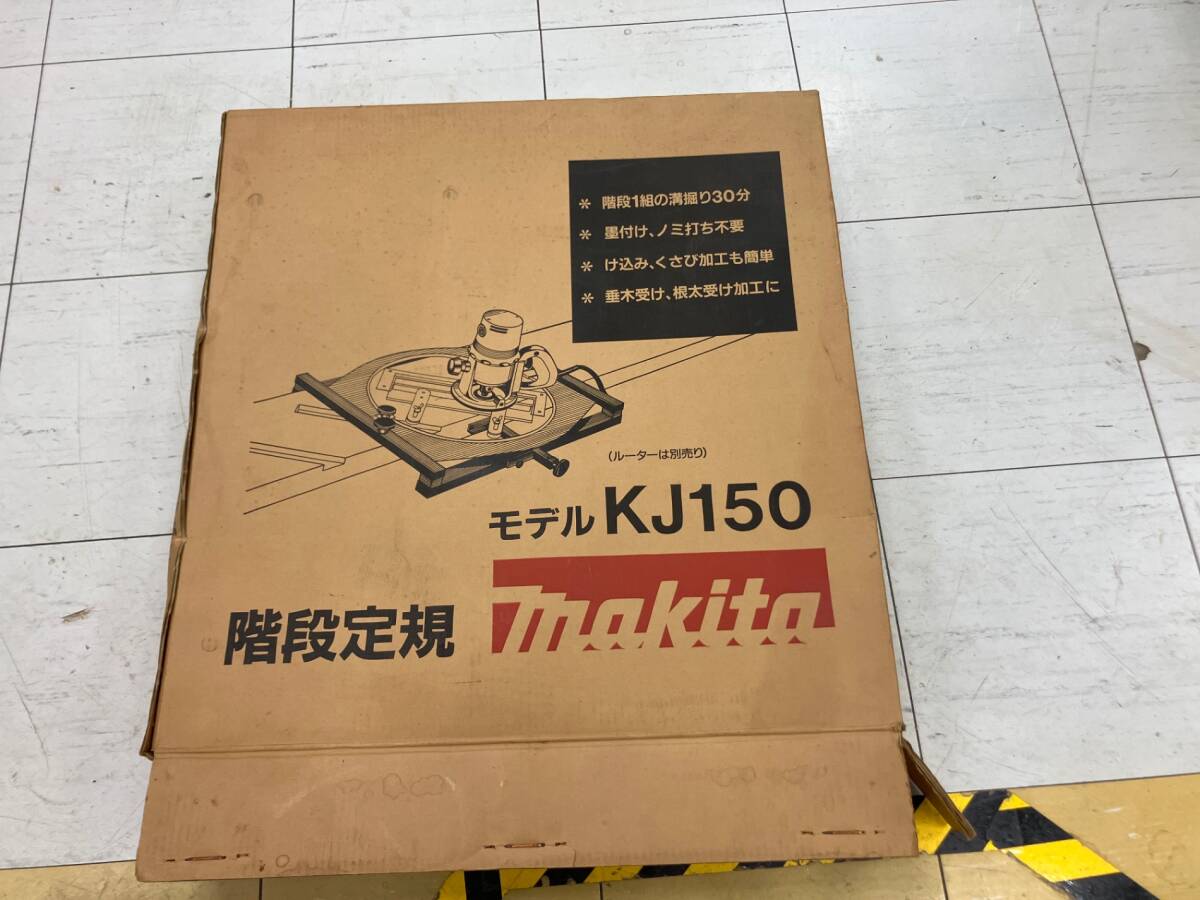 * 階段1組の溝掘り30分
* 墨付け、ノミ打ち不要
* け込み、くさび加工も簡単
* 垂木受け、根太受け加工に
(ルーターは別売り)
モデル KJ150
階段定規
makita